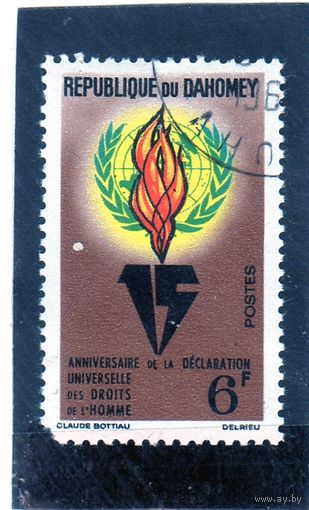 REPUBLIQUE DU DAHOMEY
196
15
POSTES
ANNIVERSAIRE DE LA DÉCLARATION
UNIVERSELLE
DES DROITS
DE L'HOMME
6F
CLAUDE BOTTIAU DELRIEU
www.ay.by